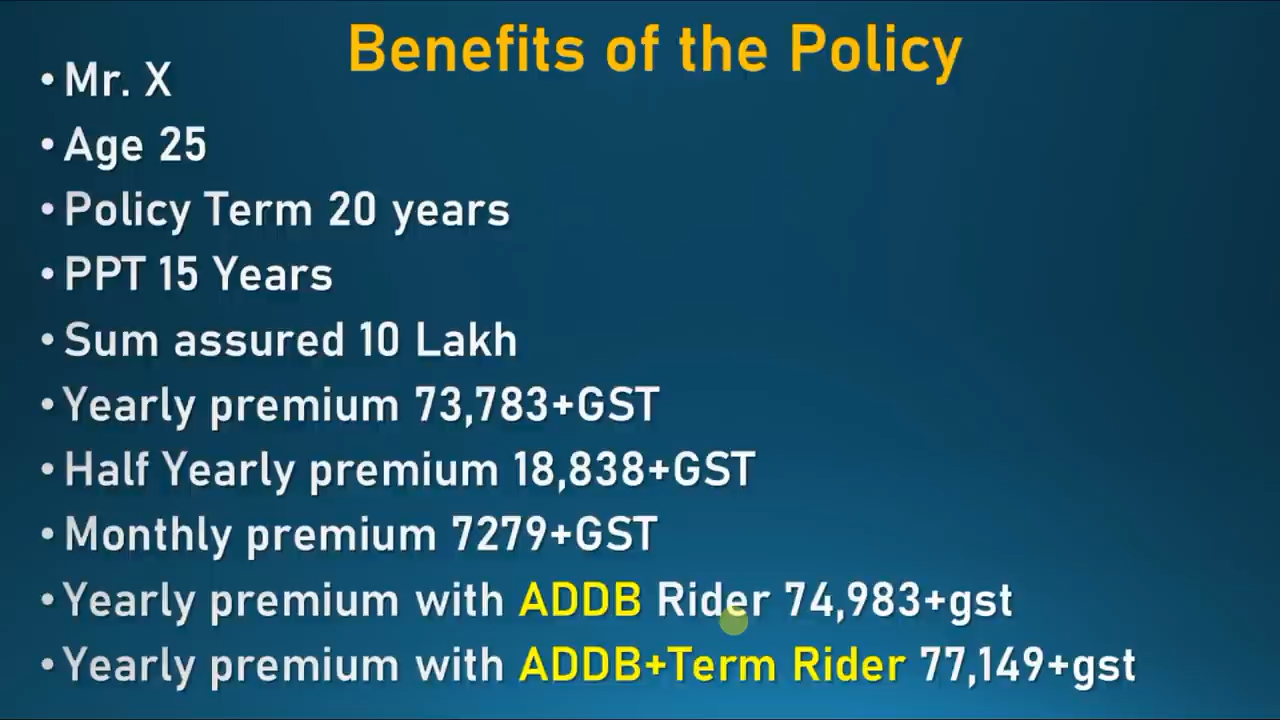 Benefits of the Policy
• Mr. X
• Age 25
• Policy Term 20 years
• PPT 15 Years
• Sum assured 10 Lakh
• Yearly premium 73,783+GST
• Half Yearly premium 18,838+GST
• Monthly premium 7279+GST
• Yearly premium with ADDB Rider 74,983+gst
• Yearly premium with ADDB+Term Rider 77,149+gst